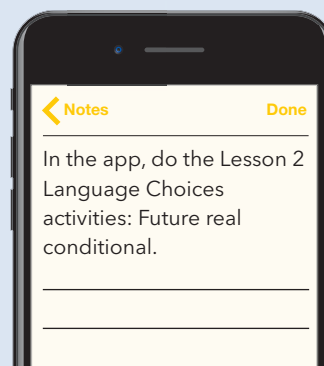 Notes Done
In the app, do the Lesson 2
Language Choices
activities: Future real
conditional.